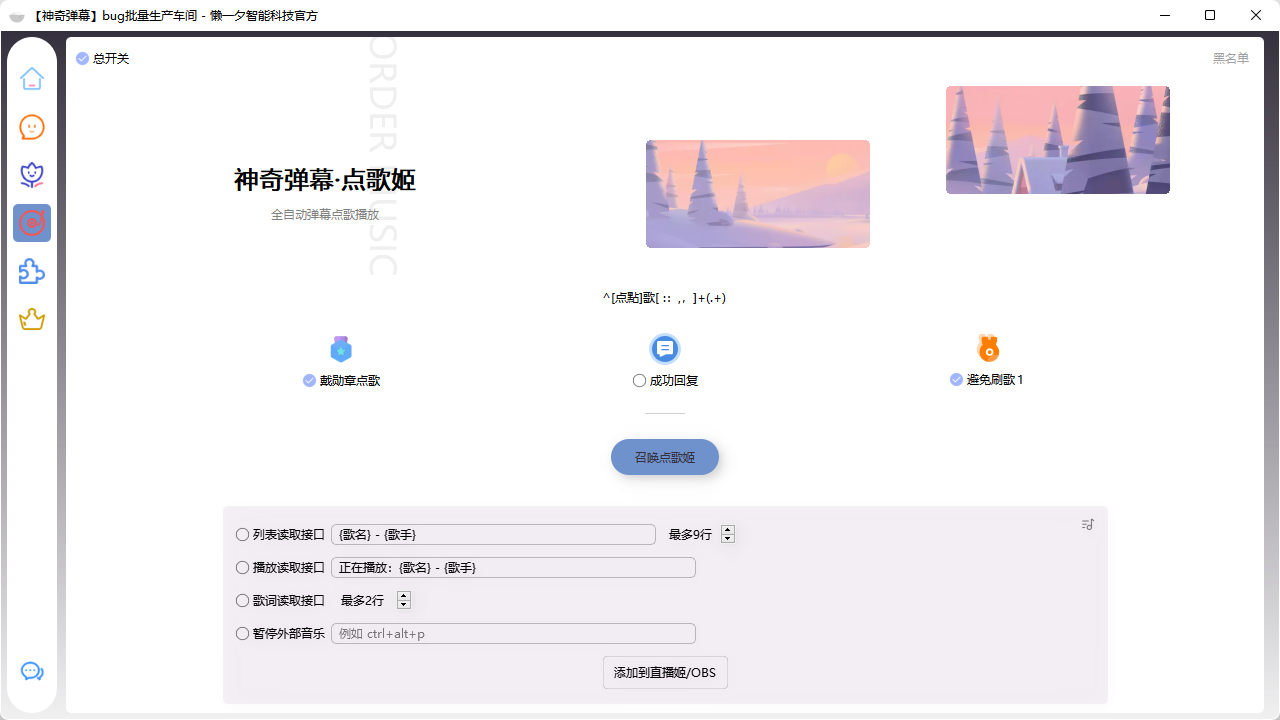 【神奇弹幕】bug批量生产车间 - 懒一夕智能科技官方
总开关
黑名单
ORDER MUSIC
神奇弹幕·点歌姬
全自动弹幕点歌播放
^[点點]歌[ :： ,， ]+(.+)
戴勋章点歌
成功回复
避免刷歌1
召唤点歌姬
列表读取接口 {歌名} - {歌手} 最多9行
播放读取接口 正在播放：{歌名} - {歌手}
歌词读取接口 最多2行
暂停外部音乐 例如 ctrl+alt+p
添加到直播姬/OBS